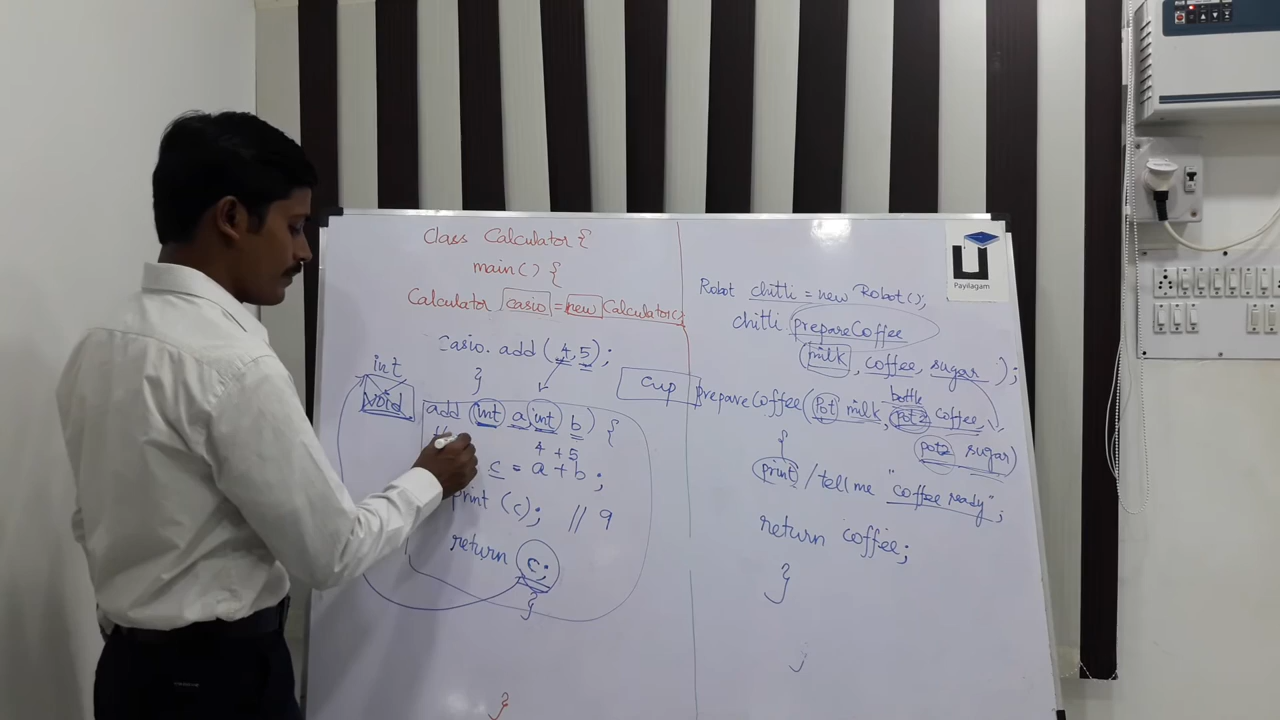 Class Calculator {
main() {
Calculator casio = new Calculator();
casio. add (4,5);
}
int
void
add (int a, int b) {
4 + 5
c = a + b;
print (c); // 9
return c;
}
}
Robot chitti = new Robot();
chitti prepareCoffee
(milk, coffee, sugar );
cup prepareCoffee (Pot milk, bottle pot2 coffee,
pot2 sugar)
{
print / tell me "coffee ready";
return coffee;
}
Payilagam